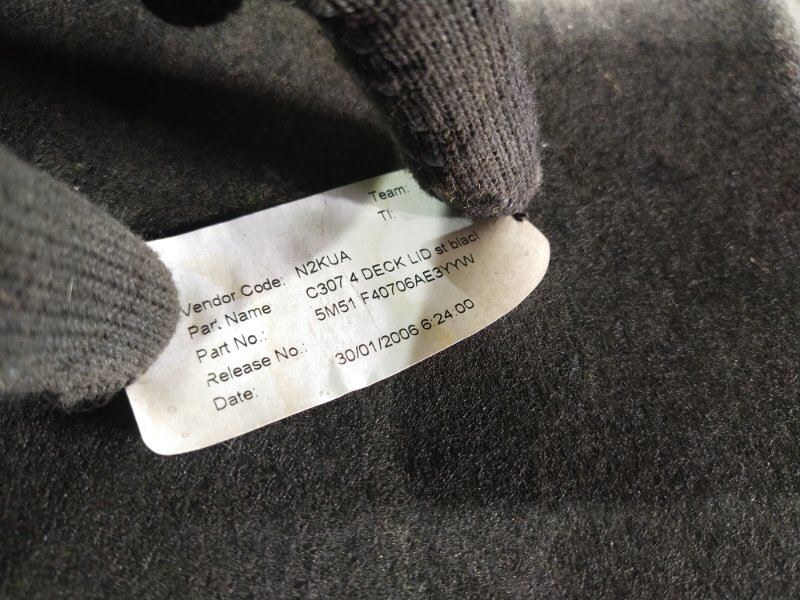 Team:
TI:
Vendor Code: N2KUA
Part Name C307 4 DECK LID st
Part No.: 5M51 F40706AE3YYW
Release No.:
Date: 30/01/2006 6:24:00